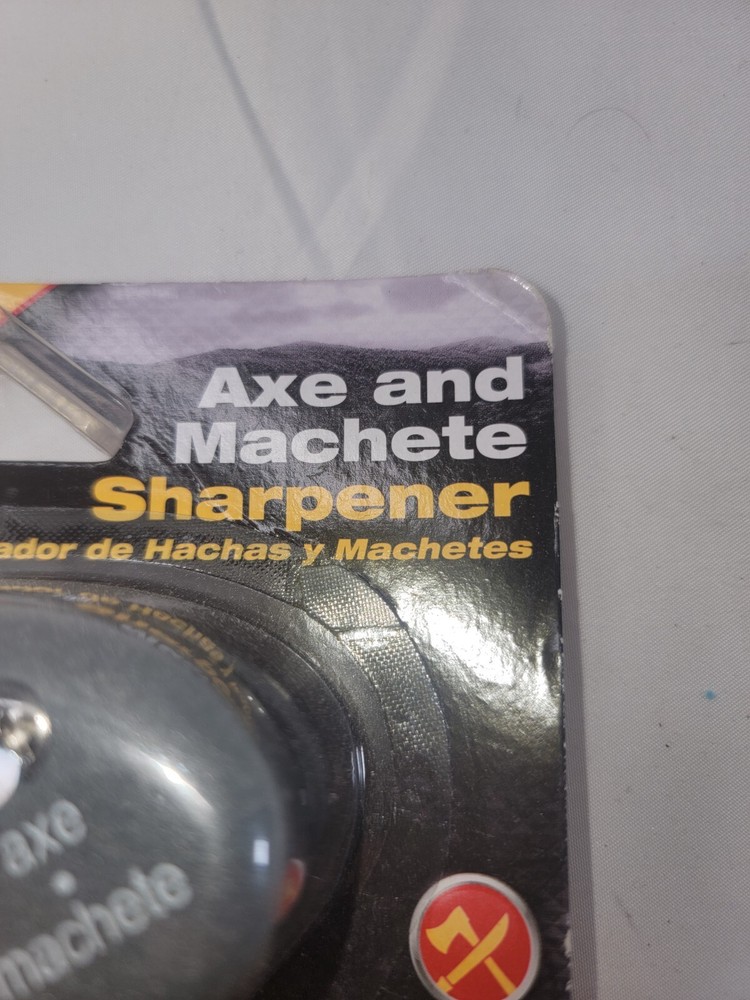 Axe and
Machete
Sharpener
ador de Hachas y Machetes
axe
machete